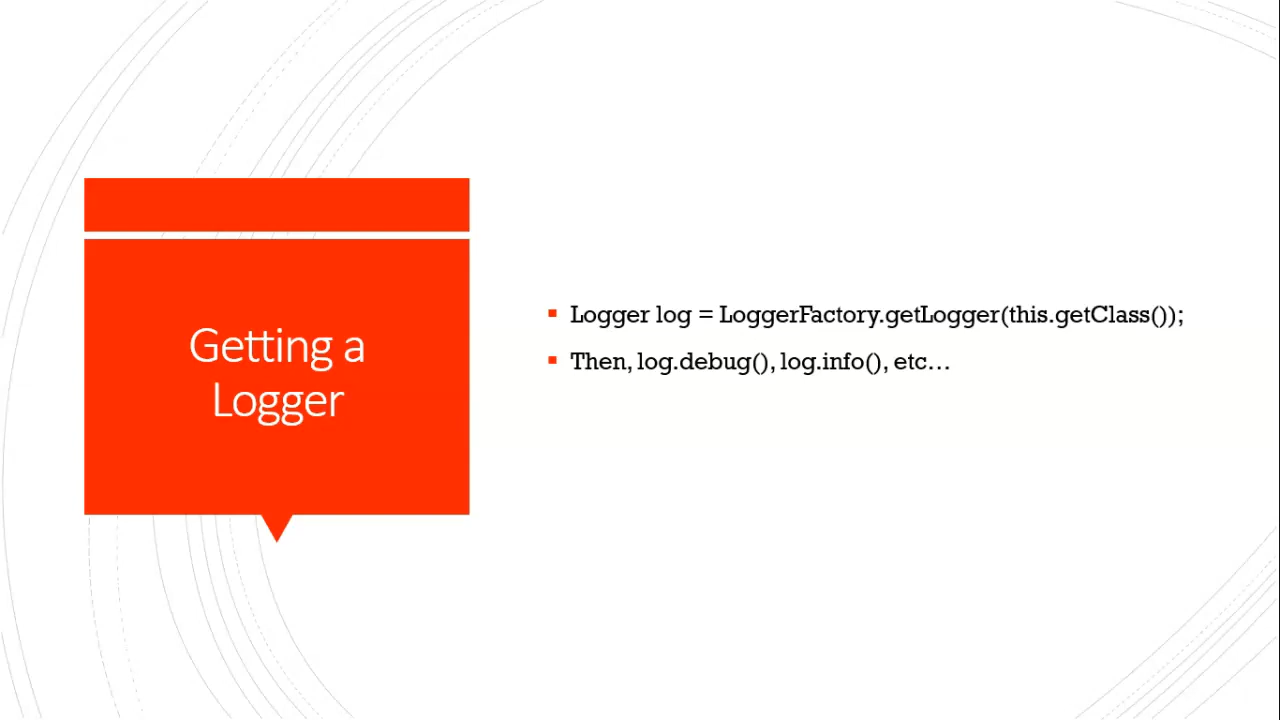 Getting a
Logger
Logger log = LoggerFactory.getLogger(this.getClass());
Then, log.debug(), log.info(), etc…